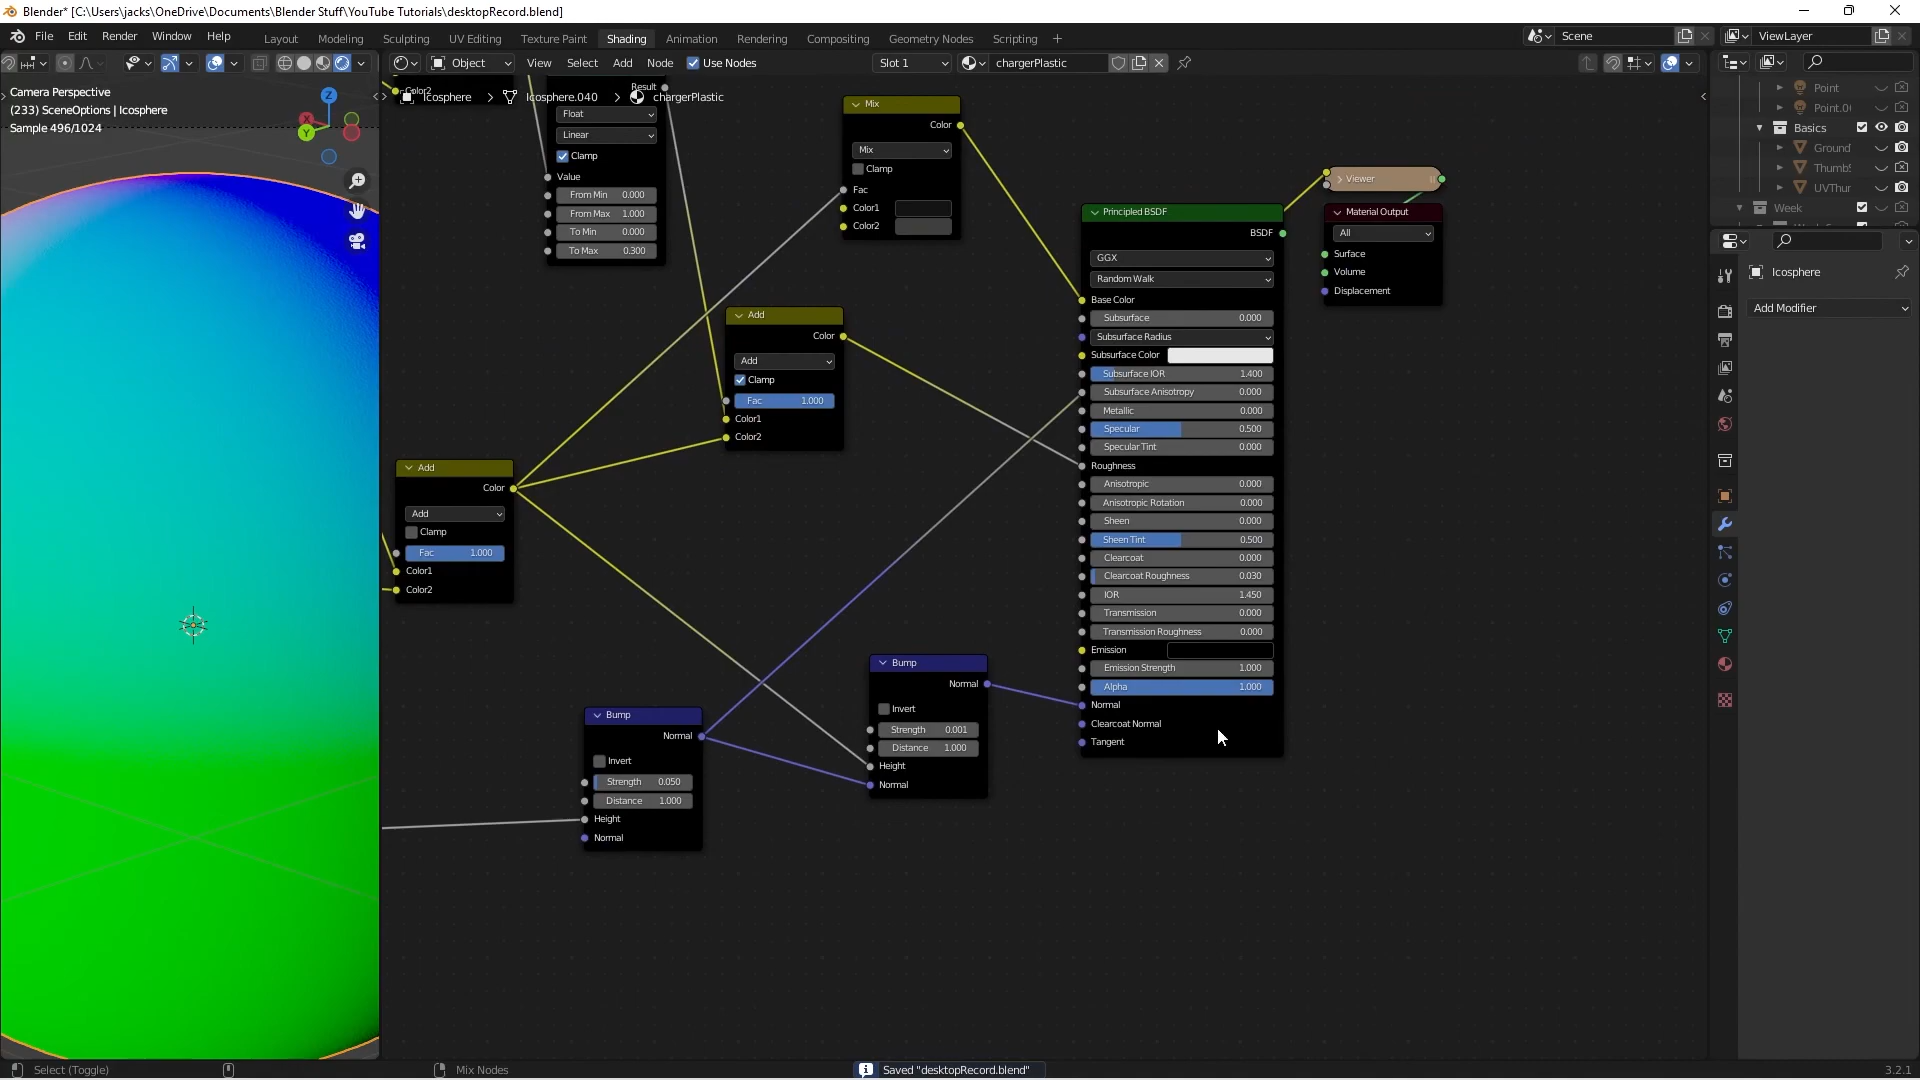 Blender* [C:\Users\jacks\OneDrive\Documents\Blender Stuff\YouTube Tutorials\desktopRecord.blend]
File Edit Render Window Help Layout Modeling Sculpting UV Editing Texture Paint Shading Animation Rendering Compositing Geometry Nodes Scripting + Scene ViewLayer
Object View Select Add Node Use Nodes Slot 1 chargerPlastic
Camera Perspective
(233) SceneOptions | Icosphere
Sample 496/1024
Z
X
Y
Color2
Icosphere > Icosphere.040 > chargerPlastic
Result
Float
Linear
Clamp
Value
From Min 0.000
From Max 1.000
To Min 0.000
To Max 0.300
Mix
Color
Mix
Clamp
Fac
Color1
Color2
Add
Color
Add
Clamp
Fac 1.000
Color1
Color2
Add
Color
Add
Clamp
Fac 1.000
Color1
Color2
Bump
Normal
Invert
Strength 0.050
Distance 1.000
Height
Normal
Bump
Normal
Invert
Strength 0.001
Distance 1.000
Height
Normal
Principled BSDF
BSDF
GGX
Random Walk
Base Color
Subsurface 0.000
Subsurface Radius
Subsurface Color
Subsurface IOR 1.400
Subsurface Anisotropy 0.000
Metallic 0.000
Specular 0.500
Specular Tint 0.000
Roughness
Anisotropic 0.000
Anisotropic Rotation 0.000
Sheen 0.000
Sheen Tint 0.500
Clearcoat 0.000
Clearcoat Roughness 0.030
IOR 1.450
Transmission 0.000
Transmission Roughness 0.000
Emission
Emission Strength 1.000
Alpha 1.000
Normal
Clearcoat Normal
Tangent
Viewer
Material Output
All
Surface
Volume
Displacement
Point
Point.0
Basics
Ground
Thumb
UVThur
Week
Icosphere
Add Modifier
Select (Toggle) Mix Nodes Saved "desktopRecord.blend" 3.2.1